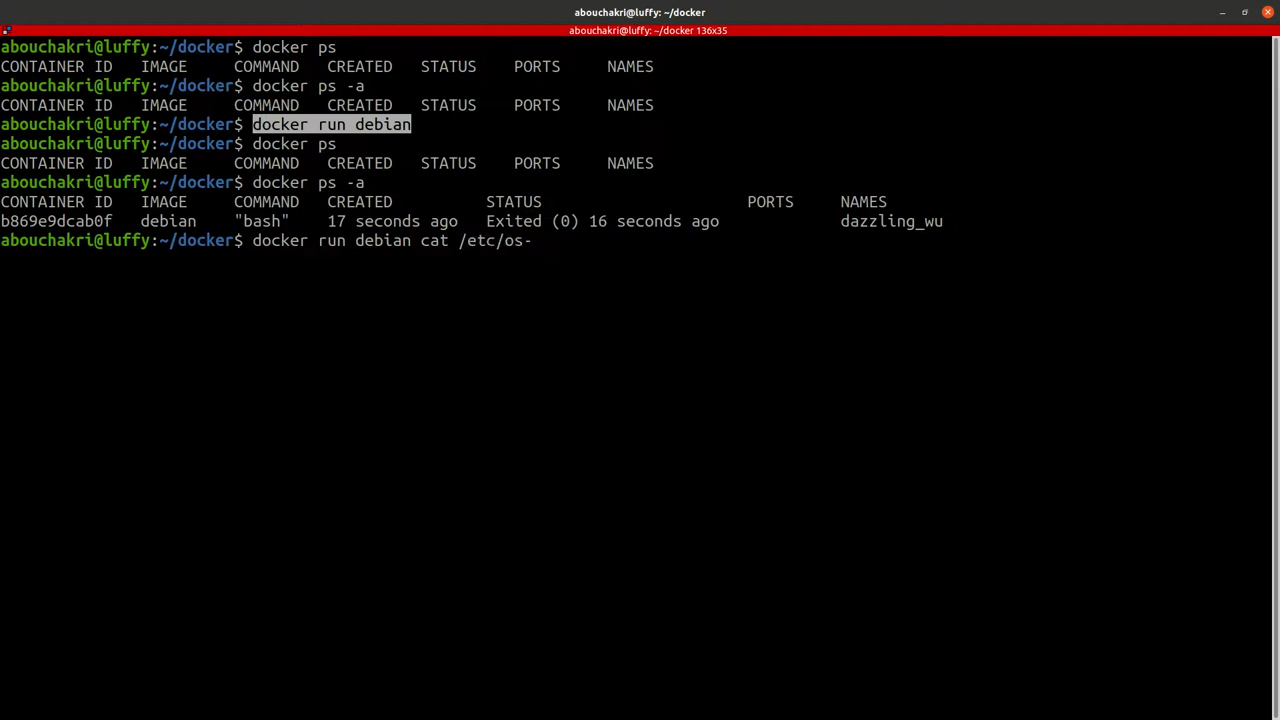 abouchakri@luffy: ~/docker
abouchakri@luffy: ~/docker 136x35
abouchakri@luffy:~/docker$ docker ps
CONTAINER ID   IMAGE     COMMAND   CREATED   STATUS    PORTS     NAMES
abouchakri@luffy:~/docker$ docker ps -a
CONTAINER ID   IMAGE     COMMAND   CREATED   STATUS    PORTS     NAMES
abouchakri@luffy:~/docker$ docker run debian
abouchakri@luffy:~/docker$ docker ps
CONTAINER ID   IMAGE     COMMAND   CREATED   STATUS    PORTS     NAMES
abouchakri@luffy:~/docker$ docker ps -a
CONTAINER ID   IMAGE     COMMAND   CREATED          STATUS                      PORTS     NAMES
b869e9dcab0f   debian    "bash"    17 seconds ago   Exited (0) 16 seconds ago             dazzling_wu
abouchakri@luffy:~/docker$ docker run debian cat /etc/os-